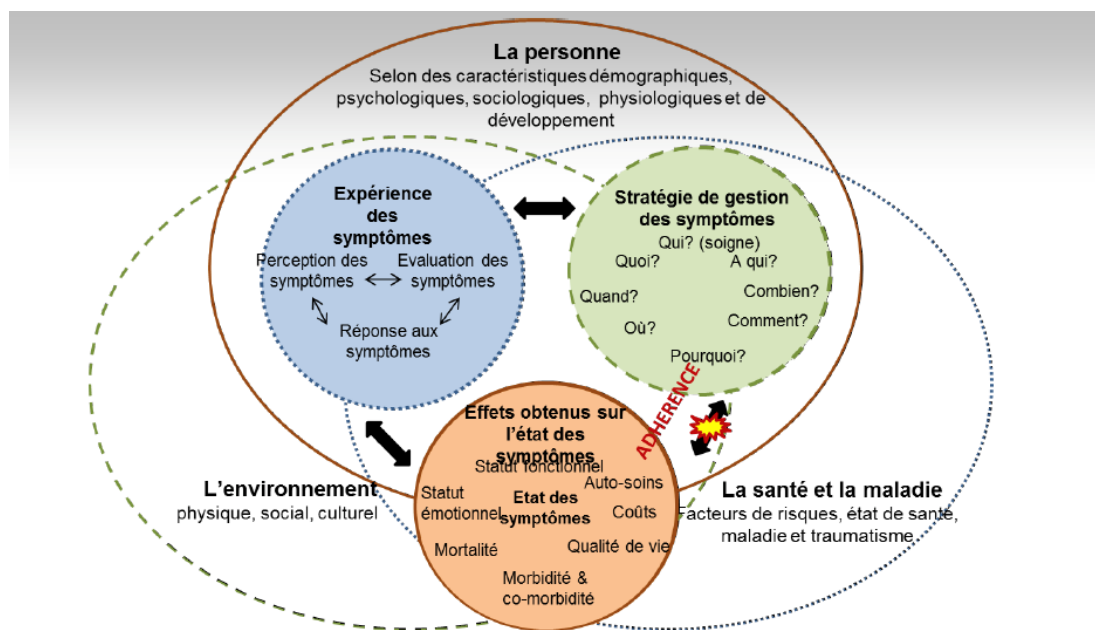 La personne
Selon des caractéristiques démographiques,
psychologiques, sociologiques, physiologiques et de
développement
Expérience
des
symptômes
Perception des
symptômes
Evaluation des
symptômes
Réponse aux
symptômes
Stratégie de gestion
des symptômes
Qui? (soigne)
Quoi?
A qui?
Quand?
Combien?
Où?
Comment?
Pourquoi?
ADHERENCE
Effets obtenus sur
l'état des
symptômes
Statut fonctionnel
Auto-soins
Statut
émotionnel
Etat des
symptômes
Coûts
Mortalité
Qualité de vie
Morbidité &
co-morbidité
L'environnement
physique, social, culturel
La santé et la maladie
Facteurs de risques, état de santé,
maladie et traumatisme